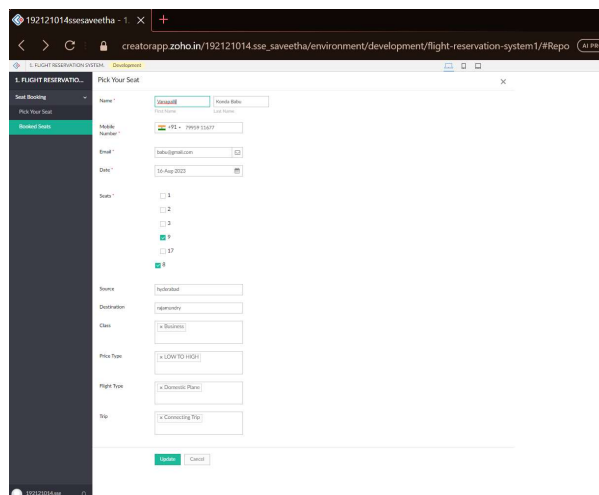 192121014ssesaveetha - 1.
creatorapp.zoho.in/192121014.sse_saveetha/environment/development/flight-reservation-system1/#Repo
AI PR
1. FLIGHT RESERVATION SYSTEM Development
1. FLIGHT RESERVATIO...
Seat Booking
Pick Your Seat
Booked Seats
Pick Your Seat
Name *
Konda Babu
First Name Last Name
Mobile Number *
+91 79959 11677
Email *
babu@gmail.com
Date *
16-Aug-2023
Seats *
1
2
3
9
17
8
Source
hyderabad
Destination
rajamundry
Class
× Business
Price Type
× LOW TO HIGH
Flight Type
× Domestic Plane
Trip
× Connecting Trip
Update Cancel
192121014.sse